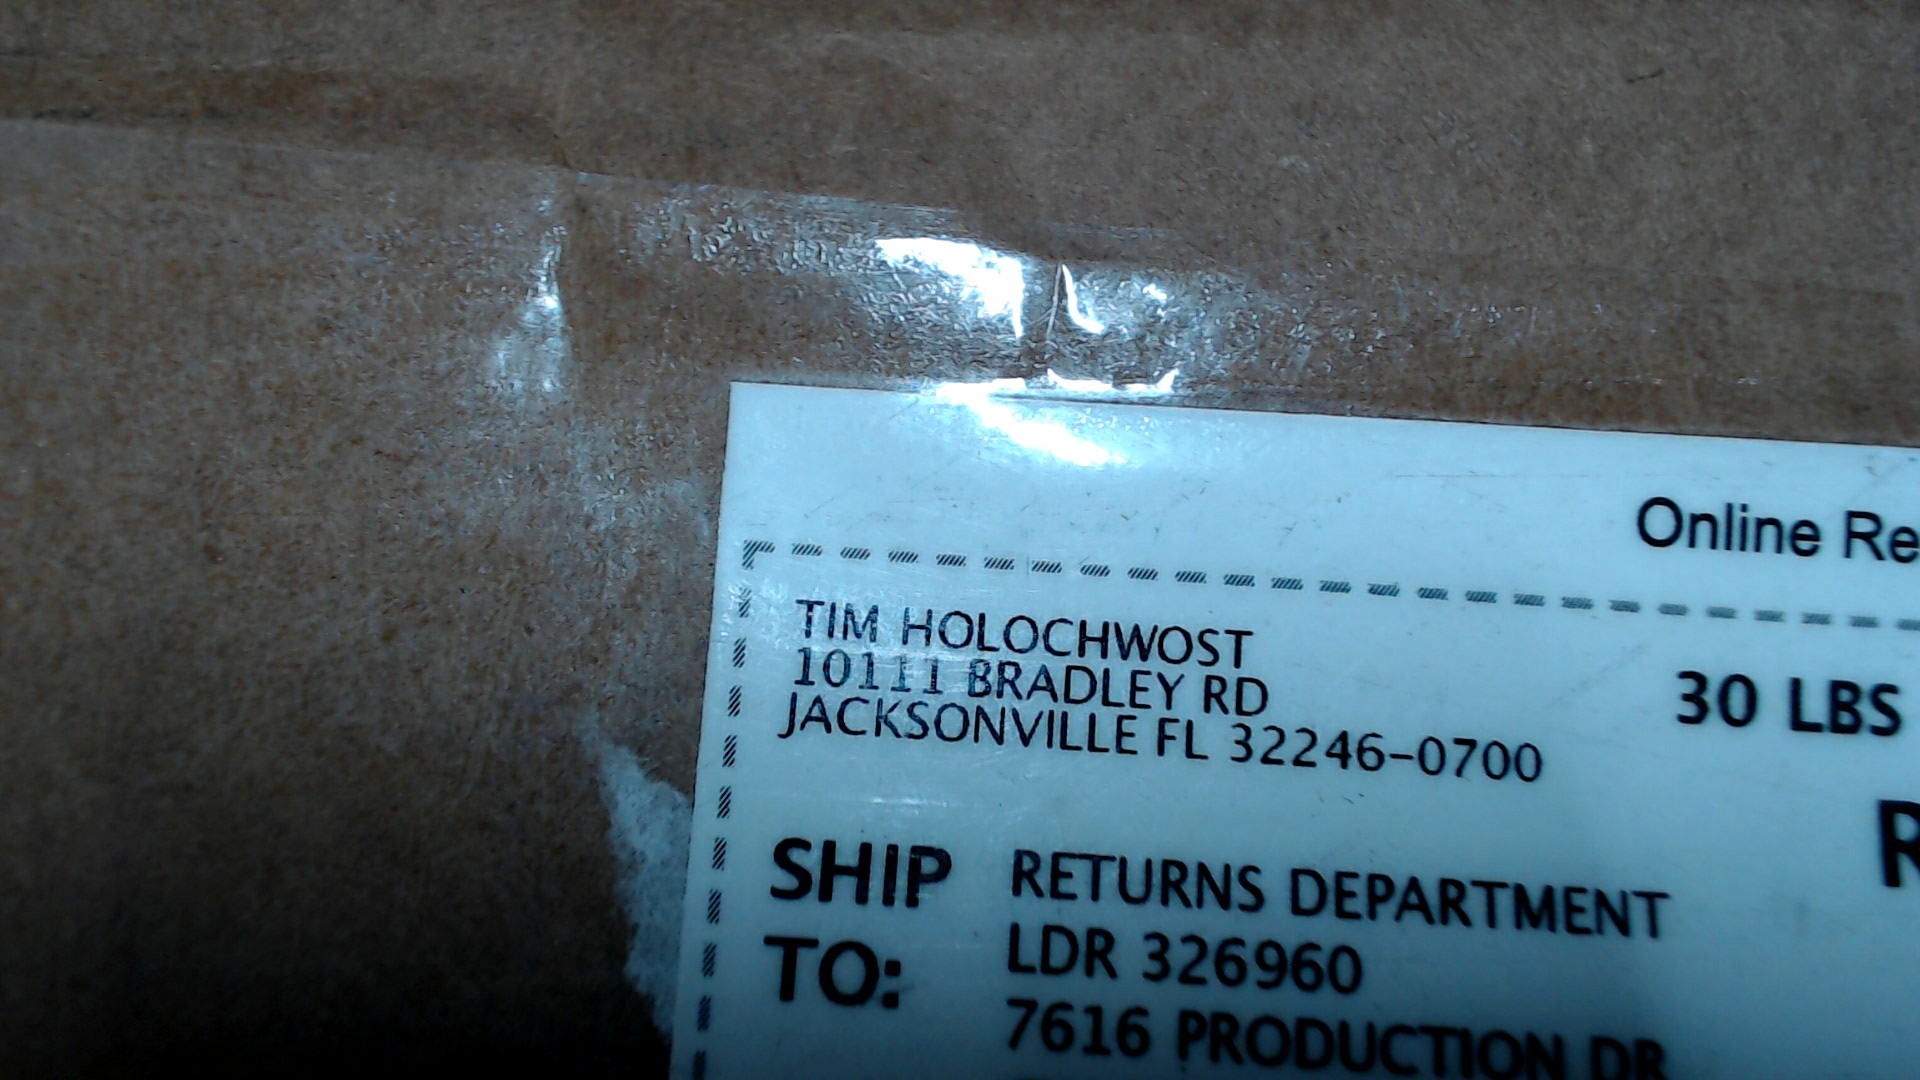 Online Re
TIM HOLOCHWOST
10111 BRADLEY RD
JACKSONVILLE FL 32246-0700
30 LBS
R
SHIP TO:
RETURNS DEPARTMENT
LDR 326960
7616 PRODUCTION DR